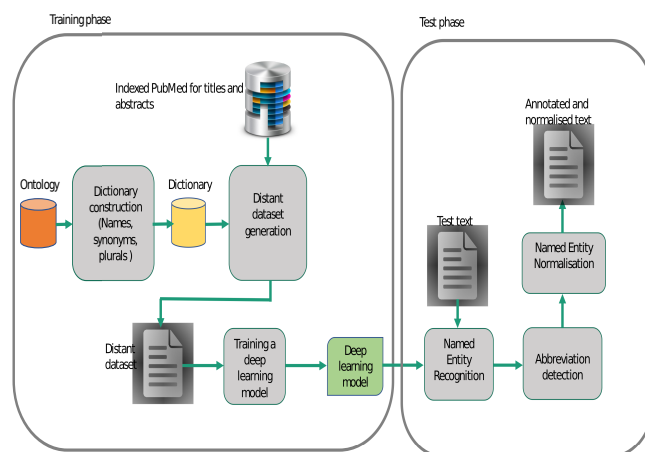 Training phase
Test phase
Indexed PubMed for titles and
abstracts
Annotated and
normalised text
Ontology
Dictionary
construction
(Names,
synonyms,
plurals )
Dictionary
Distant
dataset
generation
Test text
Named Entity
Normalisation
Distant
dataset
Training a
deep
learning
model
Deep
learning
model
Named
Entity
Recognition
Abbreviation
detection